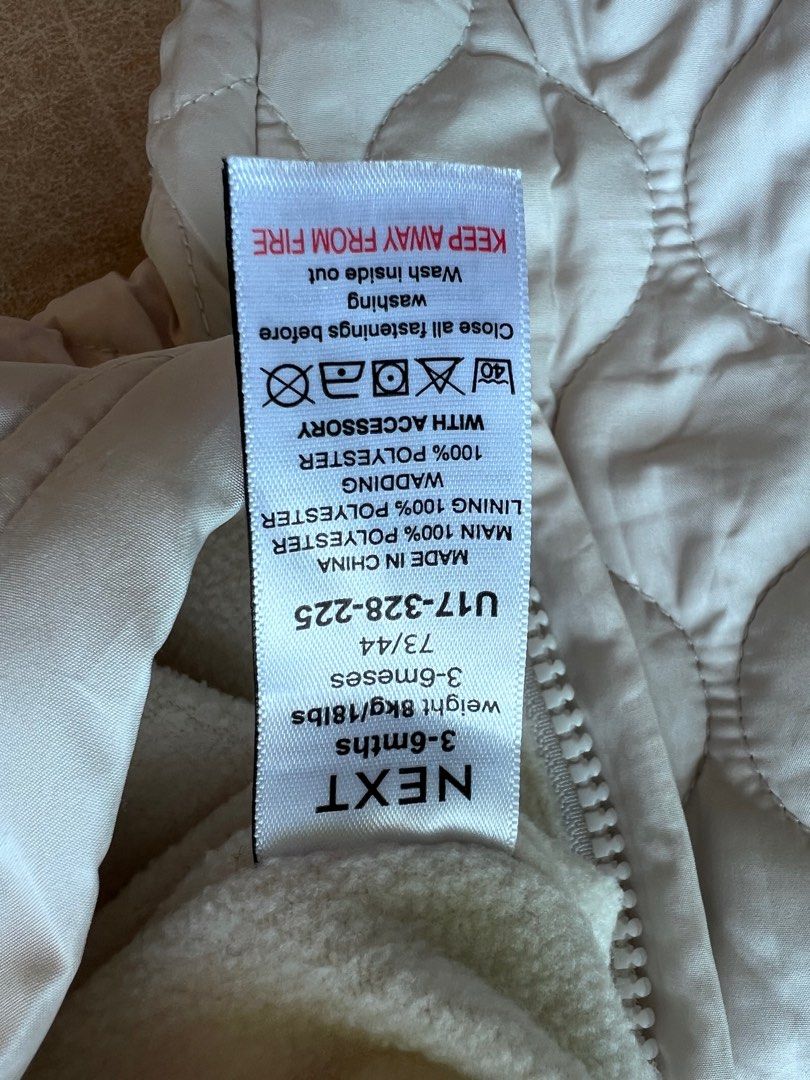 NEXT
3-6mths
weight 8kg/18lbs
3-6meses
73/44
U17-328-225
MADE IN CHINA
MAIN 100% POLYESTER
LINING 100% POLYESTER
WADDING
100% POLYESTER
WITH ACCESSORY
40
Close all fastenings before
washing
Wash inside out
KEEP AWAY FROM FIRE